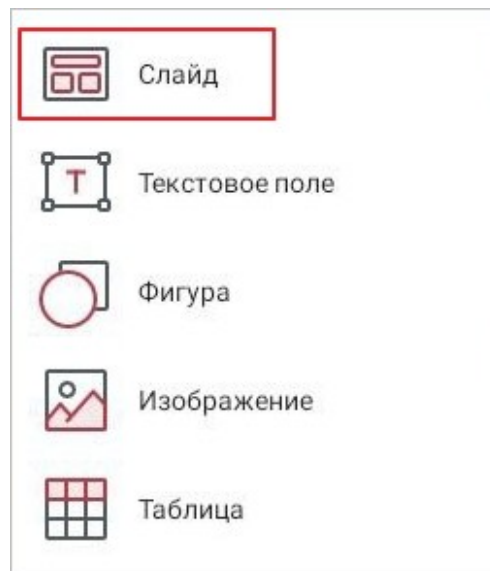 Слайд
Текстовое поле
Фигура
Изображение
Таблица